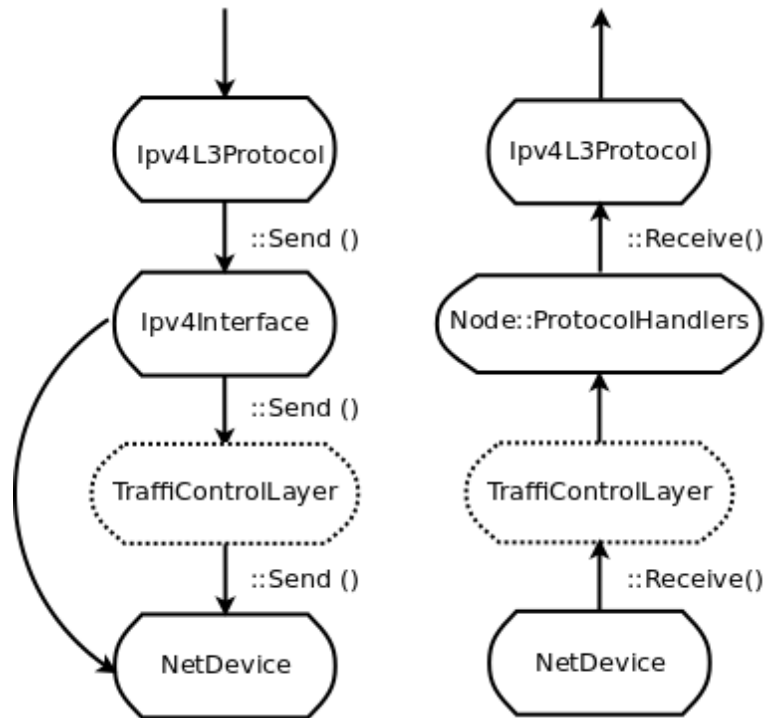 Ipv4L3Protocol
::Send ()
Ipv4Interface
::Send ()
TraffiControlLayer
::Send ()
NetDevice
Ipv4L3Protocol
::Receive()
Node::ProtocolHandlers
TraffiControlLayer
::Receive()
NetDevice